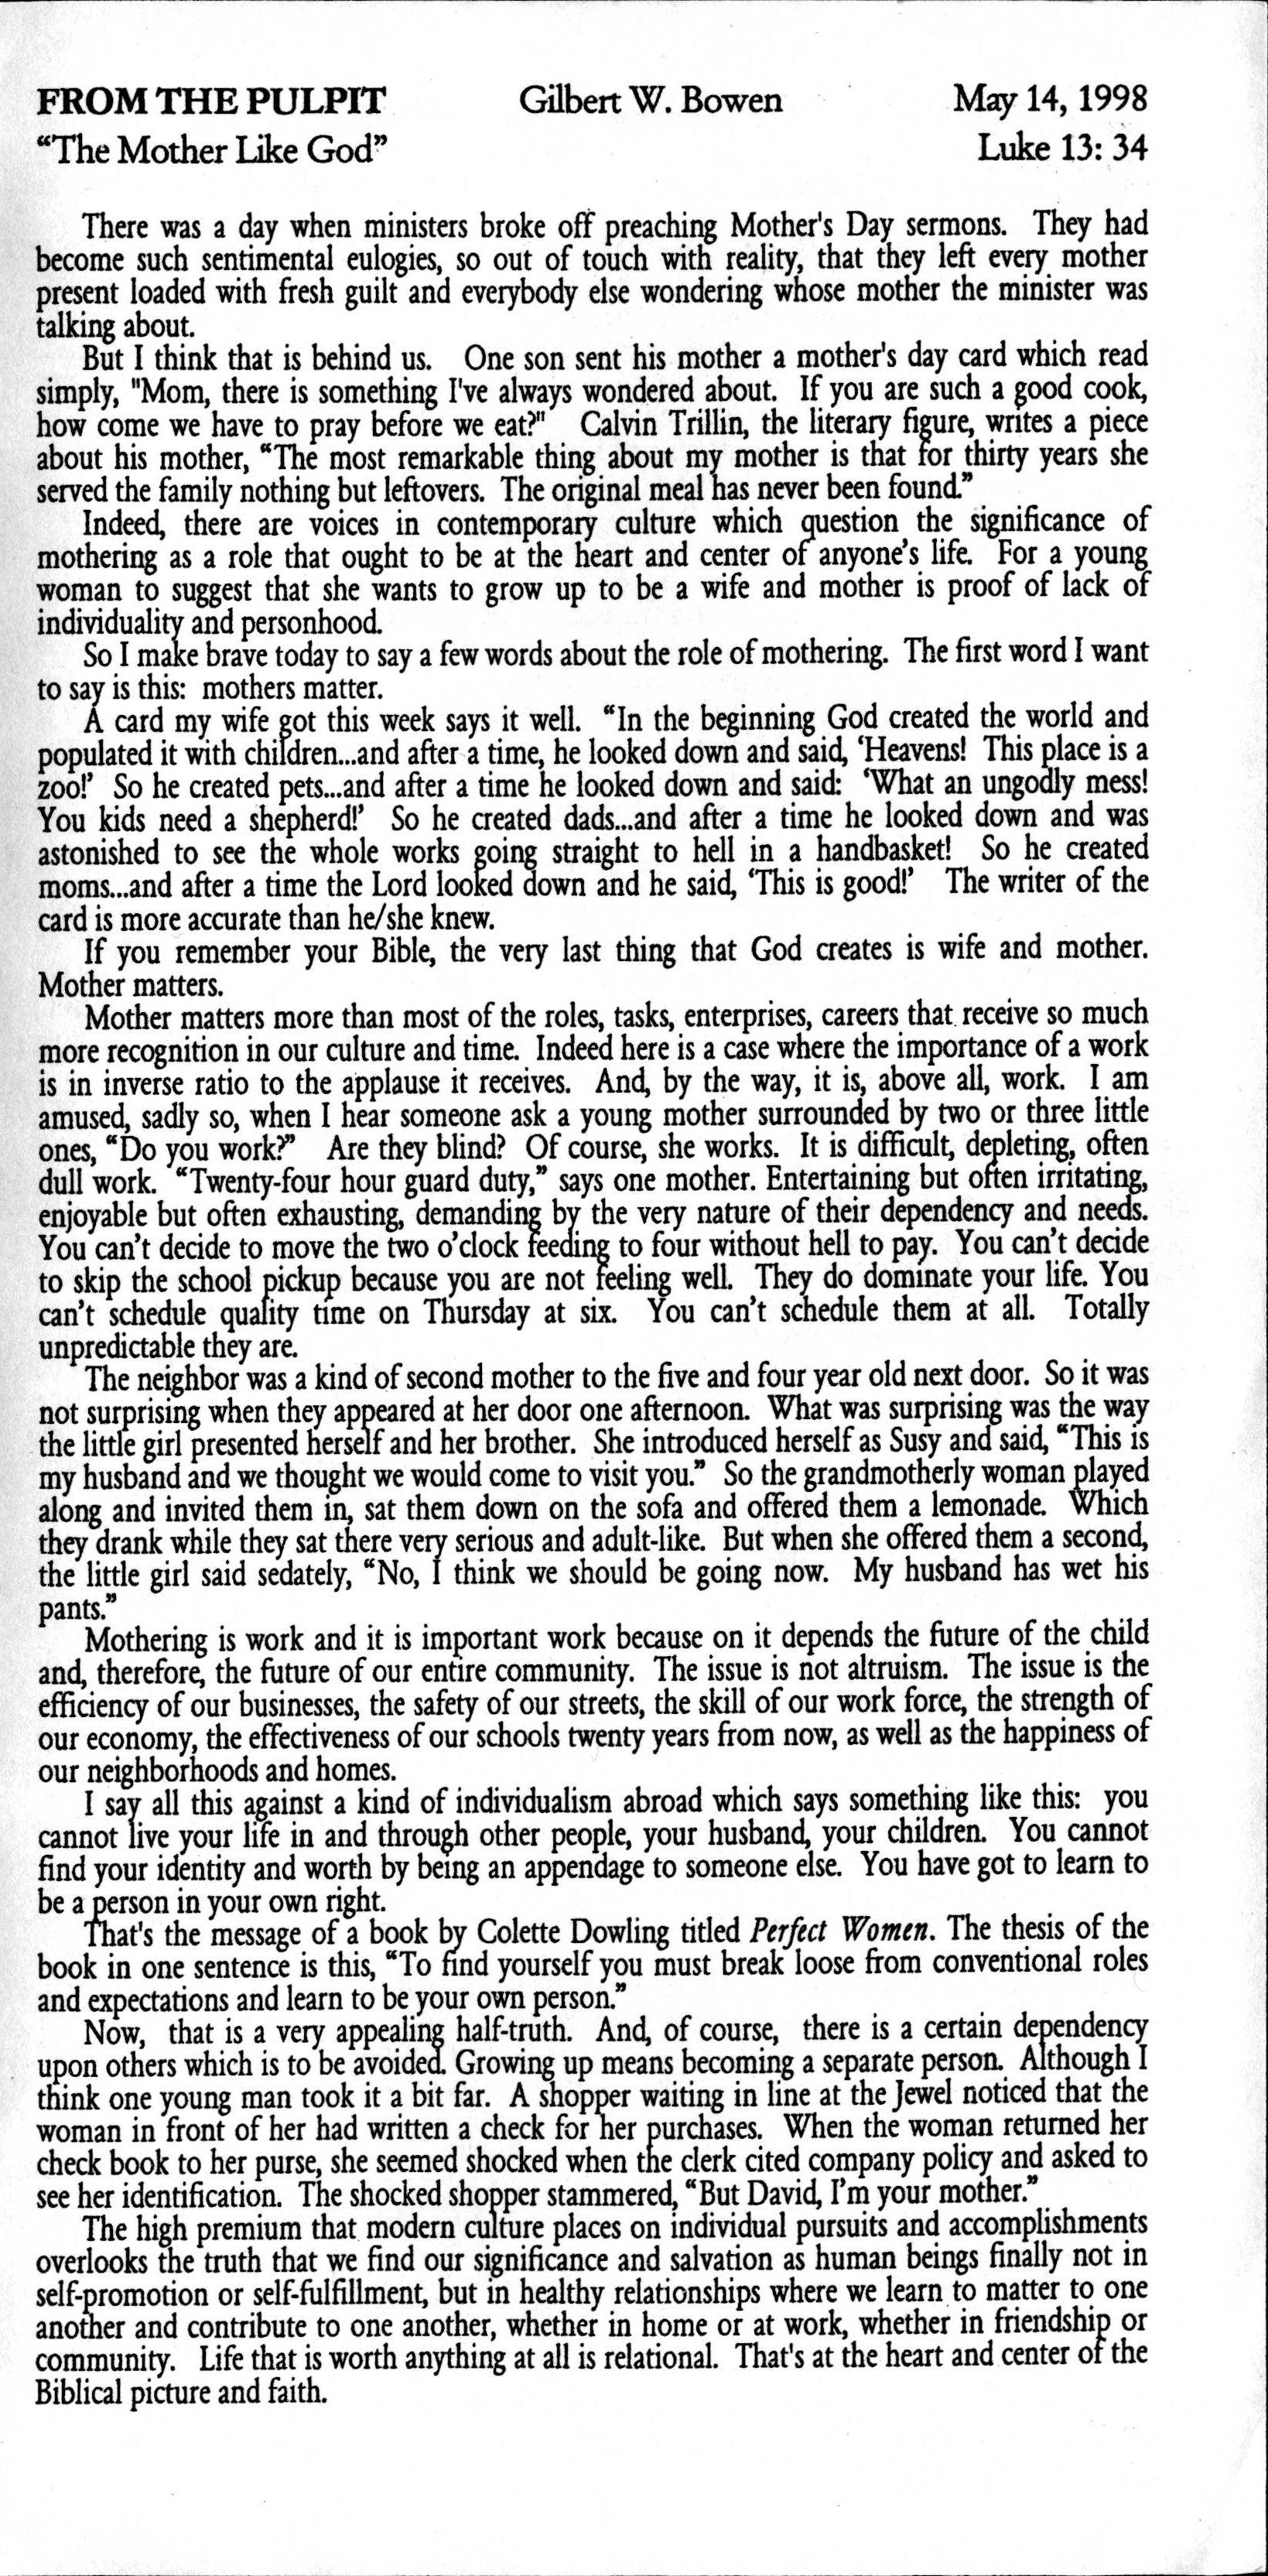 FROM THE PULPIT Gilbert W. Bowen May 14, 1998
“The Mother Like God” Luke 13: 34
There was a day when ministers broke off preaching Mother's Day sermons. They had
become such sentimental eulogies, so out of touch with reality, that they left every mother
present loaded with fresh guilt and everybody else wondering whose mother the minister was
talking about.
But I think that is behind us. One son sent his mother a mother's day card which read
simply, "Mom, there is something I've always wondered about. If you are such a good cook,
how come we have to pray before we eat?" Calvin Trillin, the literary figure, writes a piece
about his mother, “The most remarkable thing about my mother is that for thirty years she
served the family nothing but leftovers. The original meal has never been found.”
Indeed, there are voices in contemporary culture which question the significance of
mothering as a role that ought to be at the heart and center of anyone’s life. For a young
woman to suggest that she wants to grow up to be a wife and mother is proof of lack of
individuality and personhood.
So I make brave today to say a few words about the role of mothering. The first word I want
to say is this: mothers matter.
A card my wife got this week says it well. “In the beginning God created the world and
populated it with children...and after a time, he looked down and said, ‘Heavens! This place is a
zoo!’ So he created pets...and after a time he looked down and said: ‘What an ungodly mess!
You kids need a shepherd!’ So he created dads...and after a time he looked down and was
astonished to see the whole works going straight to hell in a handbasket! So he created
moms...and after a time the Lord looked down and he said, ‘This is good!’ The writer of the
card is more accurate than he/she knew.
If you remember your Bible, the very last thing that God creates is wife and mother.
Mother matters.
Mother matters more than most of the roles, tasks, enterprises, careers that receive so much
more recognition in our culture and time. Indeed here is a case where the importance of a work
is in inverse ratio to the applause it receives. And, by the way, it is, above all, work. I am
amused, sadly so, when I hear someone ask a young mother surrounded by two or three little
ones, “Do you work?” Are they blind? Of course, she works. It is difficult, depleting, often
dull work. “Twenty-four hour guard duty,” says one mother. Entertaining but often irritating,
enjoyable but often exhausting, demanding by the very nature of their dependency and needs.
You can’t decide to move the two o’clock feeding to four without hell to pay. You can’t decide
to skip the school pickup because you are not feeling well. They do dominate your life. You
can’t schedule quality time on Thursday at six. You can’t schedule them at all. Totally
unpredictable they are.
The neighbor was a kind of second mother to the five and four year old next door. So it was
not surprising when they appeared at her door one afternoon. What was surprising was the way
the little girl presented herself and her brother. She introduced herself as Susy and said, “This is
my husband and we thought we would come to visit you.” So the grandmotherly woman played
along and invited them in, sat them down on the sofa and offered them a lemonade. Which
they drank while they sat there very serious and adult-like. But when she offered them a second,
the little girl said sedately, “No, I think we should be going now. My husband has wet his
pants.”
Mothering is work and it is important work because on it depends the future of the child
and, therefore, the future of our entire community. The issue is not altruism. The issue is the
efficiency of our businesses, the safety of our streets, the skill of our work force, the strength of
our economy, the effectiveness of our schools twenty years from now, as well as the happiness of
our neighborhoods and homes.
I say all this against a kind of individualism abroad which says something like this: you
cannot live your life in and through other people, your husband, your children. You cannot
find your identity and worth by being an appendage to someone else. You have got to learn to
be a person in your own right.
That's the message of a book by Colette Dowling titled Perfect Women. The thesis of the
book in one sentence is this, “To find yourself you must break loose from conventional roles
and expectations and learn to be your own person.”
Now, that is a very appealing half-truth. And, of course, there is a certain dependency
upon others which is to be avoided. Growing up means becoming a separate person. Although I
think one young man took it a bit far. A shopper waiting in line at the Jewel noticed that the
woman in front of her had written a check for her purchases. When the woman returned her
check book to her purse, she seemed shocked when the clerk cited company policy and asked to
see her identification. The shocked shopper stammered, “But David, I’m your mother.”
The high premium that modern culture places on individual pursuits and accomplishments
overlooks the truth that we find our significance and salvation as human beings finally not in
self-promotion or self-fulfillment, but in healthy relationships where we learn to matter to one
another and contribute to one another, whether in home or at work, whether in friendship or
community. Life that is worth anything at all is relational. That's at the heart and center of the
Biblical picture and faith.